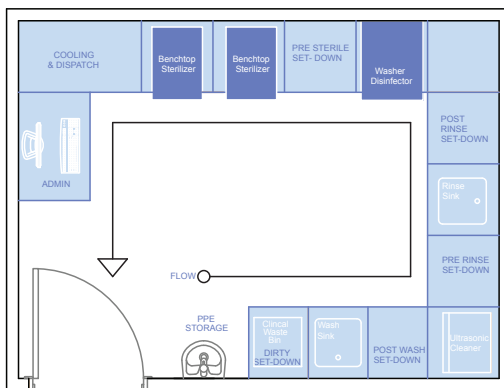 COOLING
& DISPATCH
Benchtop
Sterilizer
Benchtop
Sterilizer
PRE STERILE
SET- DOWN
Washer
Disinfector
POST
RINSE
SET-DOWN
ADMIN
Rinse
Sink
PRE RINSE
SET-DOWN
FLOW
PPE
STORAGE
Clincal
Waste
Bin
DIRTY
SET-DOWN
Wash
Sink
POST WASH
SET-DOWN
Ultrasonic
Cleaner